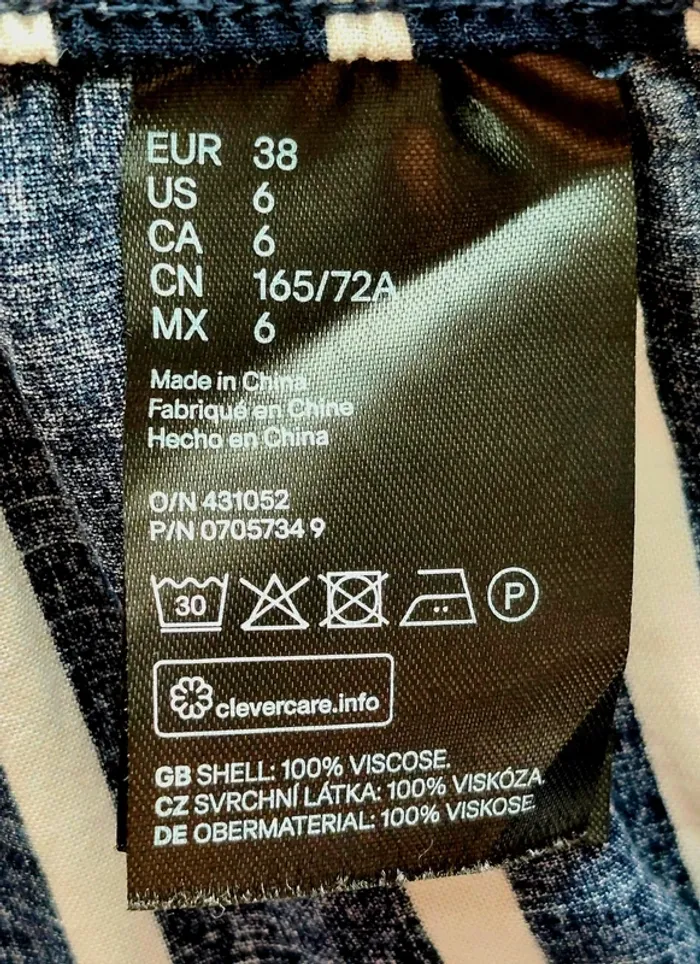 EUR 38
US 6
CA 6
CN 165/72A
MX 6
Made in China
Fabriqué en Chine
Hecho en China
O/N 431052
P/N 0705734 9
30 P
clevercare.info
GB SHELL: 100% VISCOSE.
CZ SVRCHNÍ LÁTKA: 100% VISKÓZA.
DE OBERMATERIAL: 100% VISKOSE.